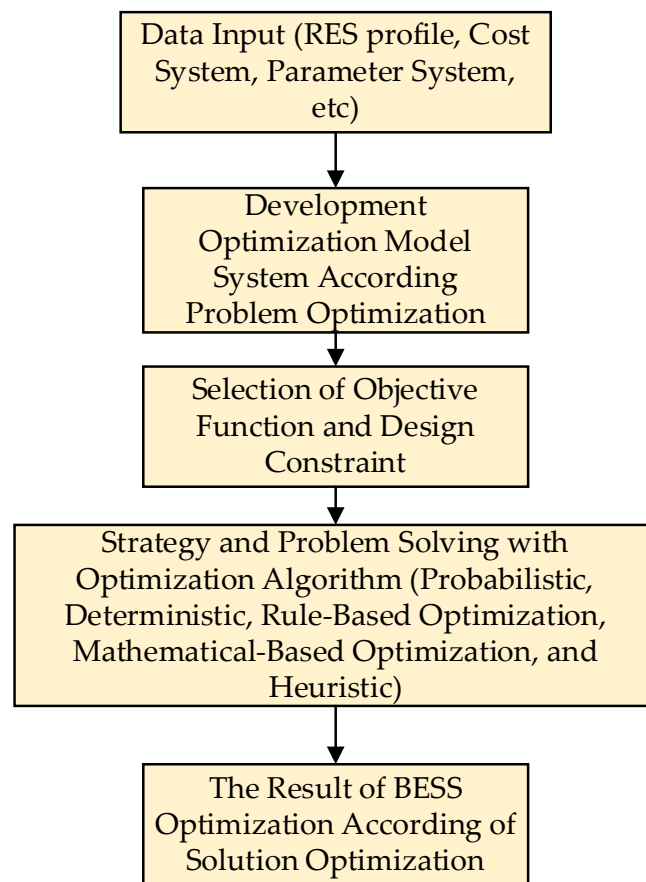 Data Input (RES profile, Cost
System, Parameter System,
etc)
Development
Optimization Model
System According
Problem Optimization
Selection of Objective
Function and Design
Constraint
Strategy and Problem Solving with
Optimization Algorithm (Probabilistic,
Deterministic, Rule-Based Optimization,
Mathematical-Based Optimization, and
Heuristic)
The Result of BESS
Optimization According of
Solution Optimization